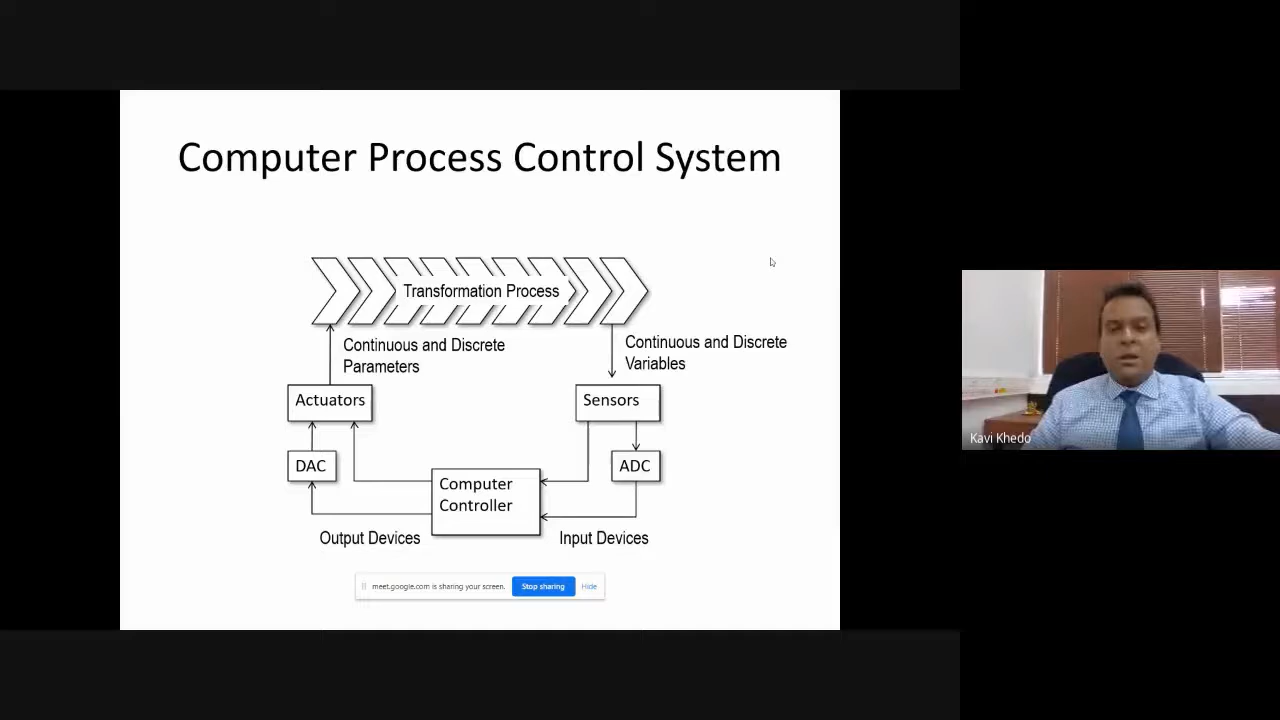 Computer Process Control System
Transformation Process
Continuous and Discrete
Parameters
Continuous and Discrete
Variables
Actuators
Sensors
DAC
ADC
Computer
Controller
Output Devices
Input Devices
meet.google.com is sharing your screen.
Stop sharing
Hide
Kavi Khedo